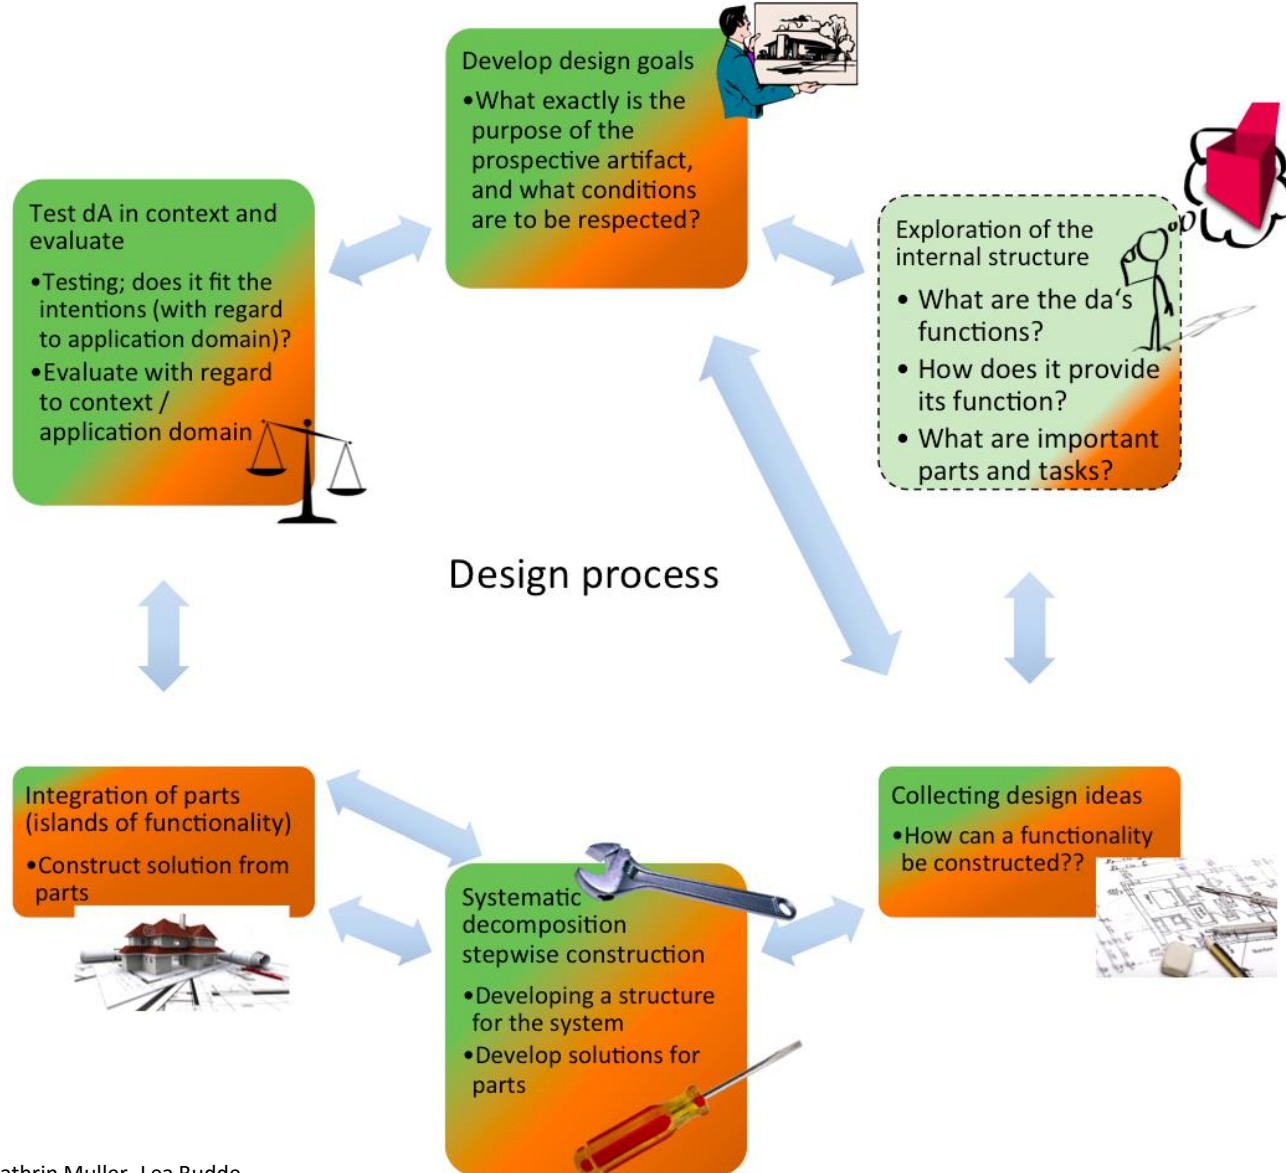 Develop design goals
•What exactly is the
purpose of the
prospective artifact,
and what conditions
are to be respected?
Test dA in context and
evaluate
•Testing; does it fit the
intentions (with regard
to application domain)?
•Evaluate with regard
to context /
application domain
Exploration of the
internal structure
• What are the da‘s
functions?
• How does it provide
its function?
• What are important
parts and tasks?
Design process
Integration of parts
(islands of functionality)
•Construct solution from
parts
Systematic
decomposition
stepwise construction
•Developing a structure
for the system
•Develop solutions for
parts
Collecting design ideas
•How can a functionality
be constructed??
Muller, Lea Budde